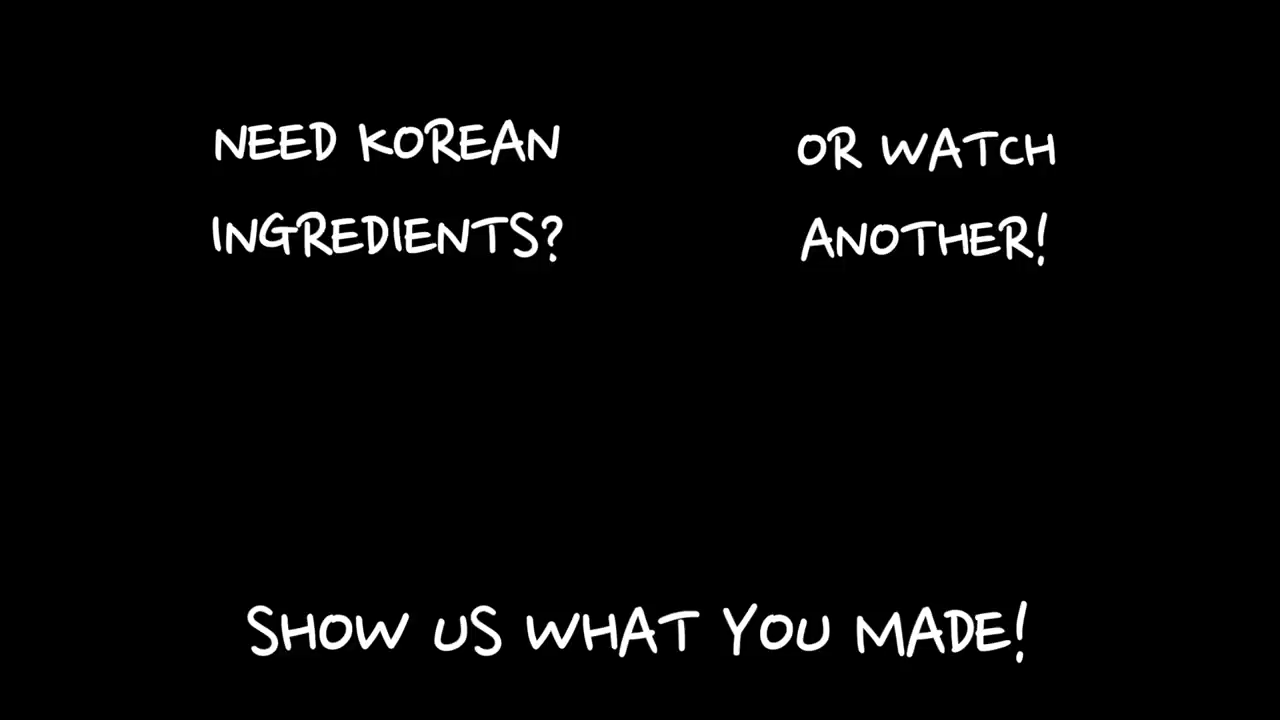 NEED KOREAN
INGREDIENTS?
OR WATCH
ANOTHER!
SHOW US WHAT YOU MADE!